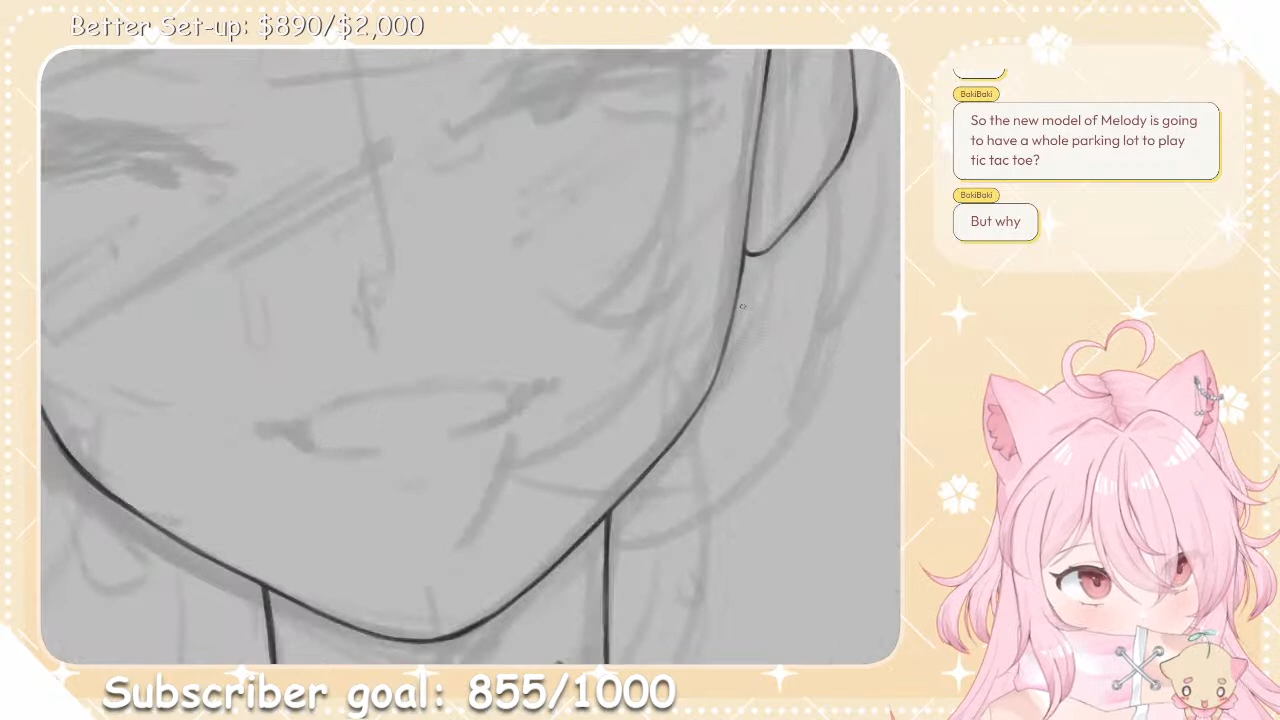 Better Set-up: $890/$2,000
BakiBaki
So the new model of Melody is going
to have a whole parking lot to play
tic tac toe?
BakiBaki
But why
Subscriber goal: 855/1000